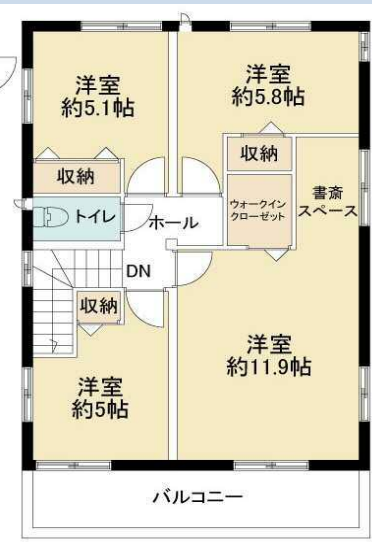 洋室
約5.1帖
洋室
約5.8帖
収納
収納
ウォークイン
クローゼット
書斎
スペース
トイレ
ホール
DN
収納
洋室
約11.9帖
洋室
約5帖
バルコニー